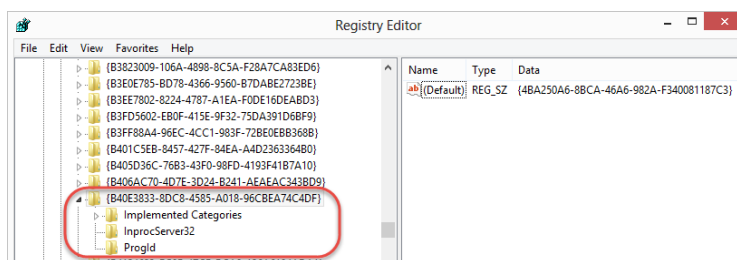 Registry Editor
File Edit View Favorites Help
{B3823009-106A-4898-8C5A-F28A7CA83ED6}
{B3E0E785-BD78-4366-9560-B7DABE2723BE}
{B3EE7802-8224-4787-A1EA-F0DE16DEABD3}
{B3FD5602-EB0F-415E-9F32-75DA391D6BF9}
{B3FF88A4-96EC-4CC1-983F-72BE0EBB368B}
{B401C5EB-8457-427F-84EA-A4D2363364B0}
{B405D36C-76B3-43F0-98FD-4193F41B7A10}
{B406AC70-4D7E-3D24-B241-AEAEAC343BD9}
{B40E3833-8DC8-4585-A018-96CBEA74C4DF}
Implemented Categories
InprocServer32
ProgId
Name Type Data
ab (Default) REG_SZ {4BA250A6-8BCA-46A6-982A-F340081187C3}